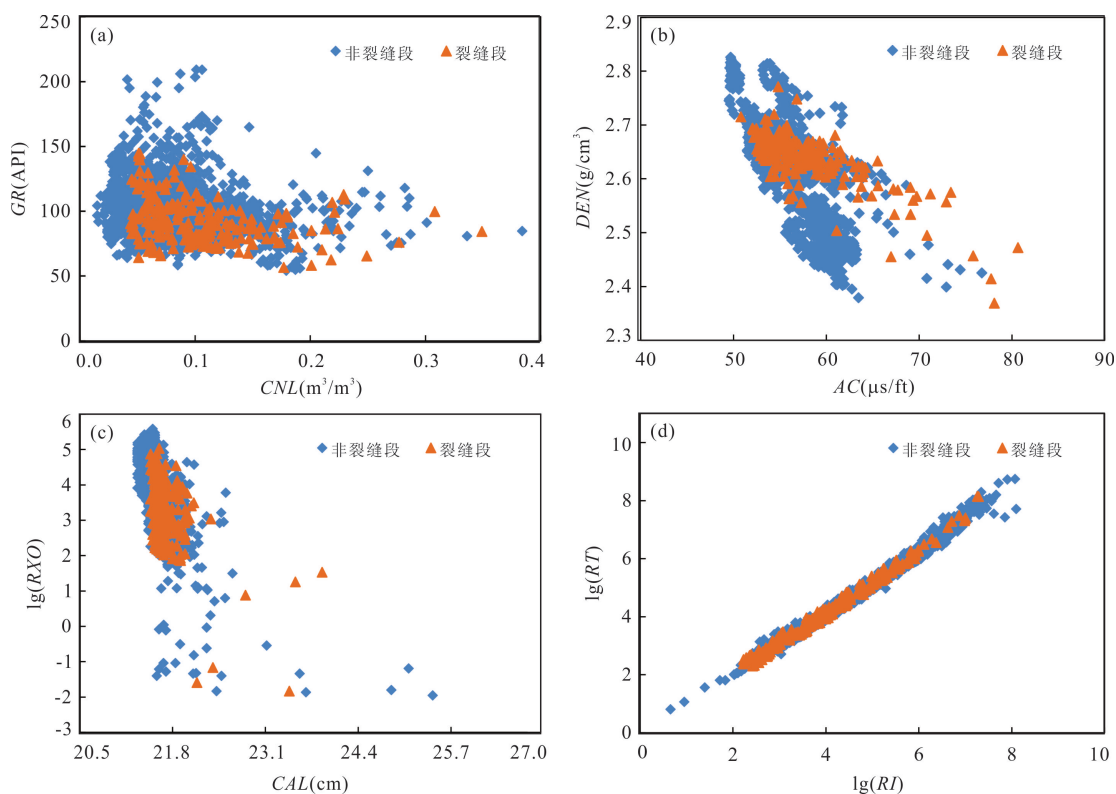 (a)
非裂缝段
裂缝段
250
200
150
100
50
0
GR(API)
0.0
0.1
0.2
0.3
0.4
CNL(m³/m³)
(b)
非裂缝段
裂缝段
2.9
2.8
2.7
2.6
2.5
2.4
2.3
DEN(g/cm³)
40
50
60
70
80
90
AC(μs/ft)
(c)
非裂缝段
裂缝段
6
5
4
3
2
1
0
-1
-2
-3
lg(RXO)
20.5
21.8
23.1
24.4
25.7
27.0
CAL(cm)
(d)
非裂缝段
裂缝段
10
8
6
4
2
0
lg(RT)
0
2
4
6
8
10
lg(RI)